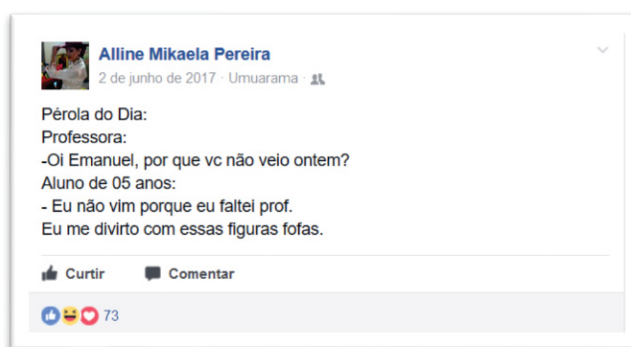 Alline Mikaela Pereira
2 de junho de 2017 · Umuarama ·
Pérola do Dia:
Professora:
-Oi Emanuel, por que vc não veio ontem?
Aluno de 05 anos:
- Eu não vim porque eu faltei prof.
Eu me divirto com essas figuras fofas.
Curtir Comentar
73